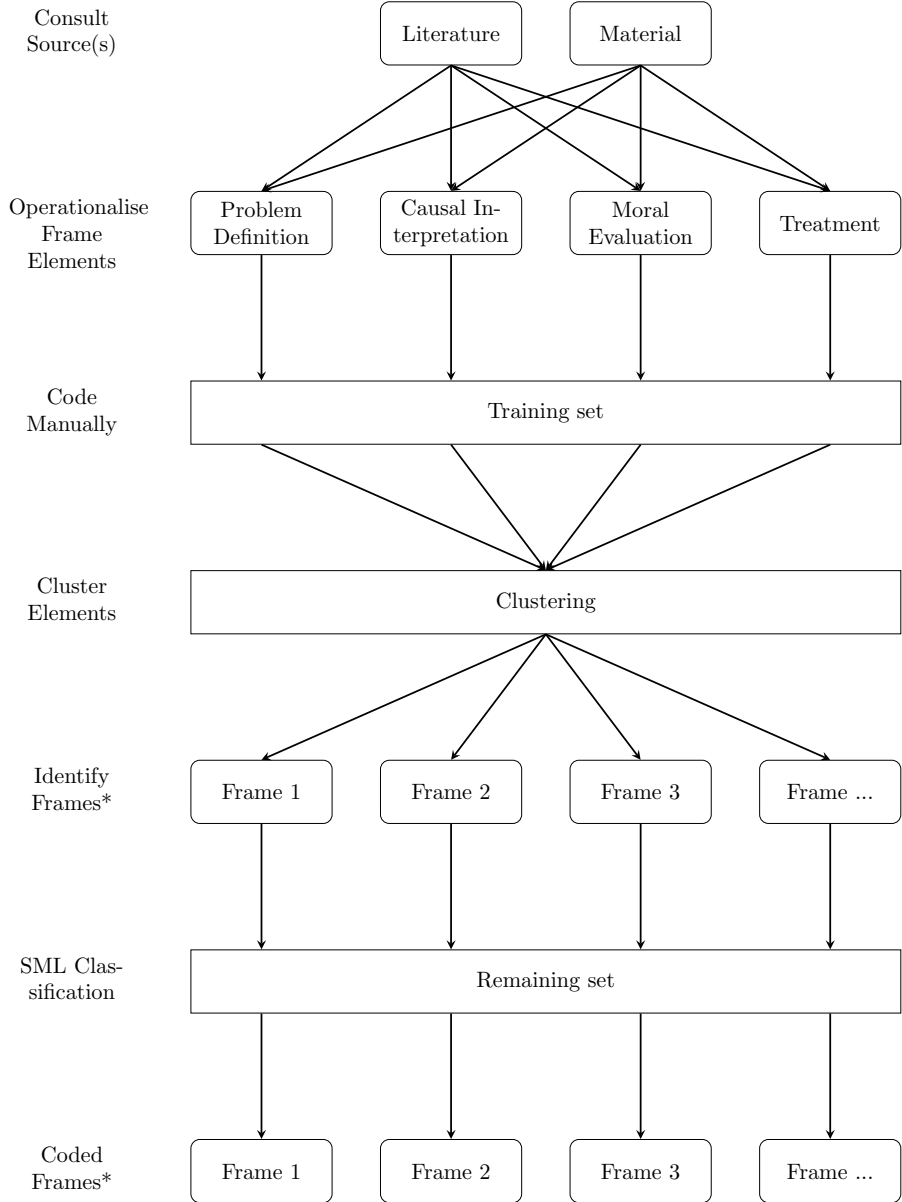 Consult
Source(s)
Literature
Material
Operationalise
Frame
Elements
Problem
Definition
Causal In-
terpretation
Moral
Evaluation
Treatment
Code
Manually
Training set
Cluster
Elements
Clustering
Identify
Frames*
Frame 1
Frame 2
Frame 3
Frame ...
SML Clas-
sification
Remaining set
Coded
Frames*
Frame 1
Frame 2
Frame 3
Frame ...